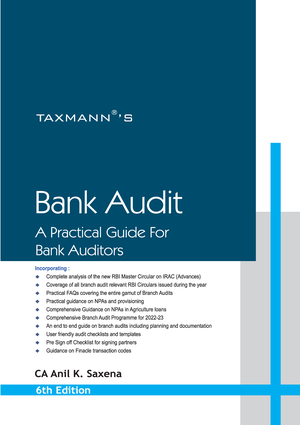 TAXMANN®'S
Bank Audit
A Practical Guide For
Bank Auditors
Incorporating :
❖ Complete analysis of the new RBI Master Circular on IRAC (Advances)
❖ Coverage of all branch audit relevant RBI Circulars issued during the year
❖ Practical FAQs covering the entire gamut of Branch Audits
❖ Practical guidance on NPAs and provisioning
❖ Comprehensive Guidance on NPAs in Agriculture loans
❖ Comprehensive Branch Audit Programme for 2022-23
❖ An end to end guide on branch audits including planning and documentation
❖ User friendly audit checklists and templates
❖ Pre Sign off Checklist for signing partners
❖ Guidance on Finacle transaction codes
CA Anil K. Saxena
6th Edition